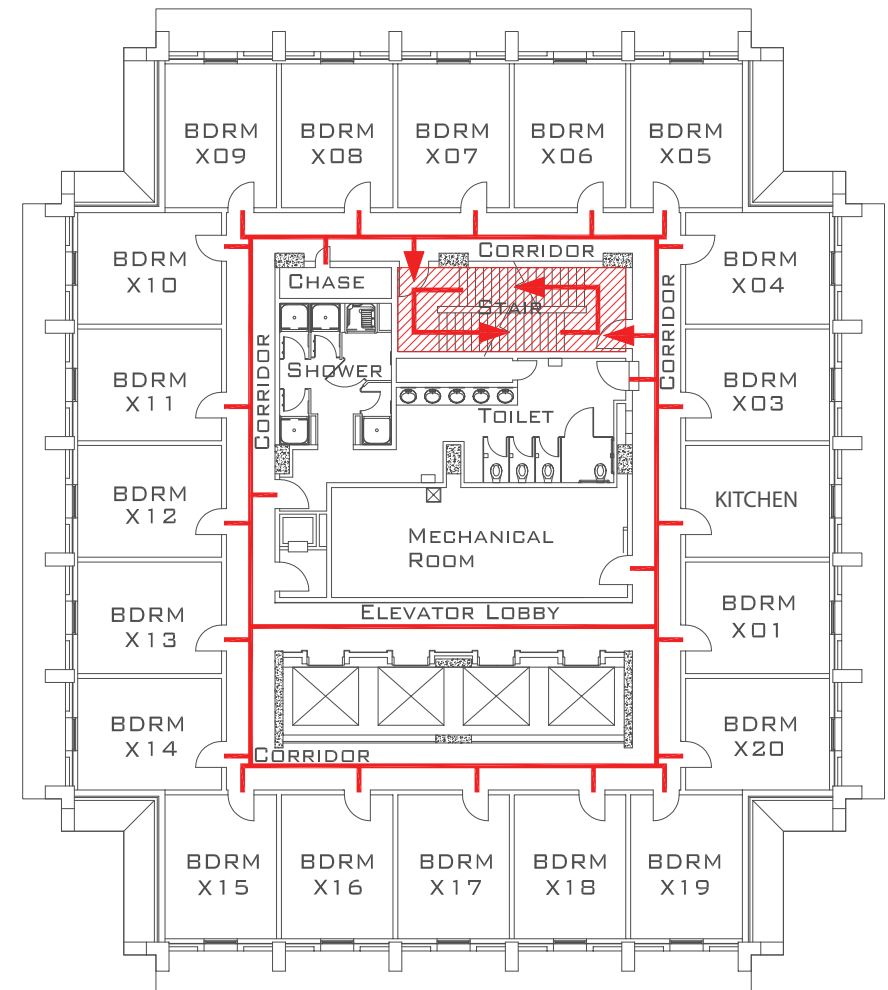 BDRM
X09
BDRM
X08
BDRM
X07
BDRM
X06
BDRM
X05
CORRIDOR
BDRM
X10
CHASE
STAIR
CORRIDOR
BDRM
X04
CORRIDOR
SHOWER
BDRM
X11
TOILET
BDRM
X03
BDRM
X12
KITCHEN
MECHANICAL
ROOM
BDRM
X13
ELEVATOR LOBBY
BDRM
X01
BDRM
X14
CORRIDOR
BDRM
X20
BDRM
X15
BDRM
X16
BDRM
X17
BDRM
X18
BDRM
X19